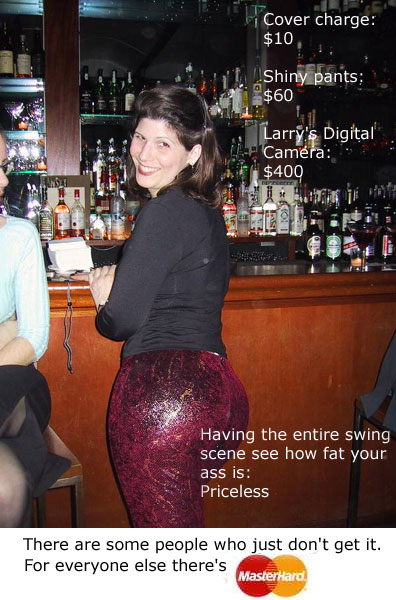 Cover charge:
$10
Shiny pants:
$60
Larry's Digital
Camera:
$400
Having the entire swing
scene see how fat your
ass is:
Priceless
There are some people who just don't get it.
For everyone else there's
MasterHard.